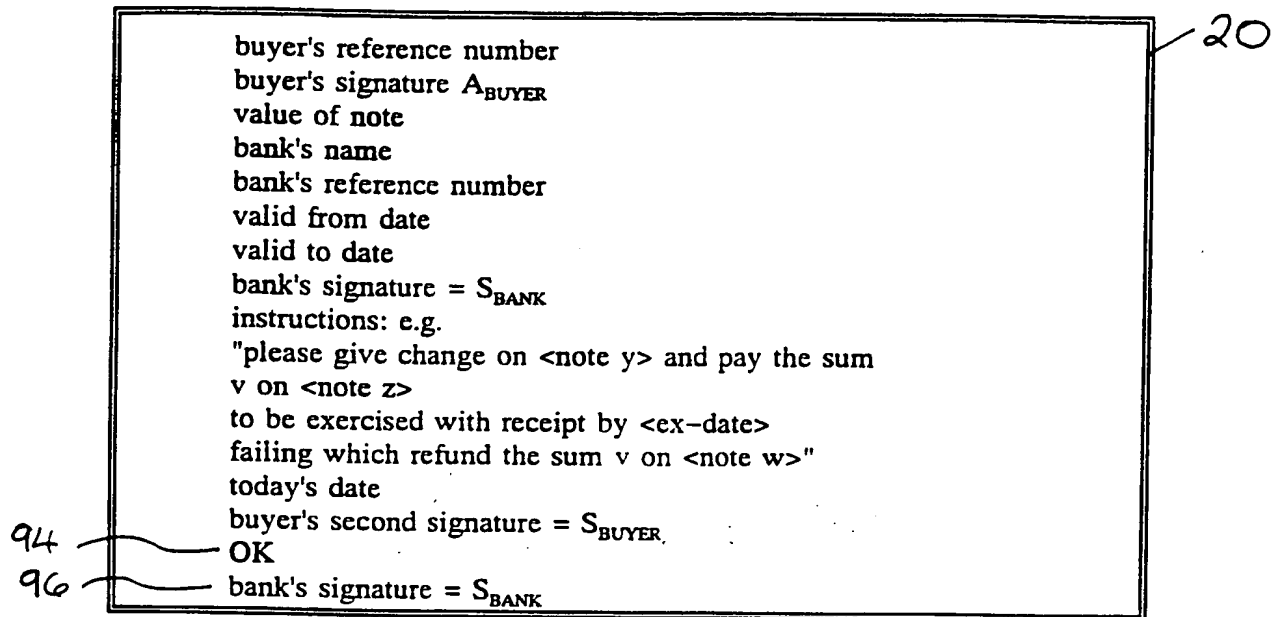 20
buyer's reference number
buyer's signature A_BUYER
value of note
bank's name
bank's reference number
valid from date
valid to date
bank's signature = S_BANK
instructions: e.g.
"please give change on <note y> and pay the sum
v on <note z>
to be exercised with receipt by <ex-date>
failing which refund the sum v on <note w>"
today's date
buyer's second signature = S_BUYER
94 OK
96 bank's signature = S_BANK